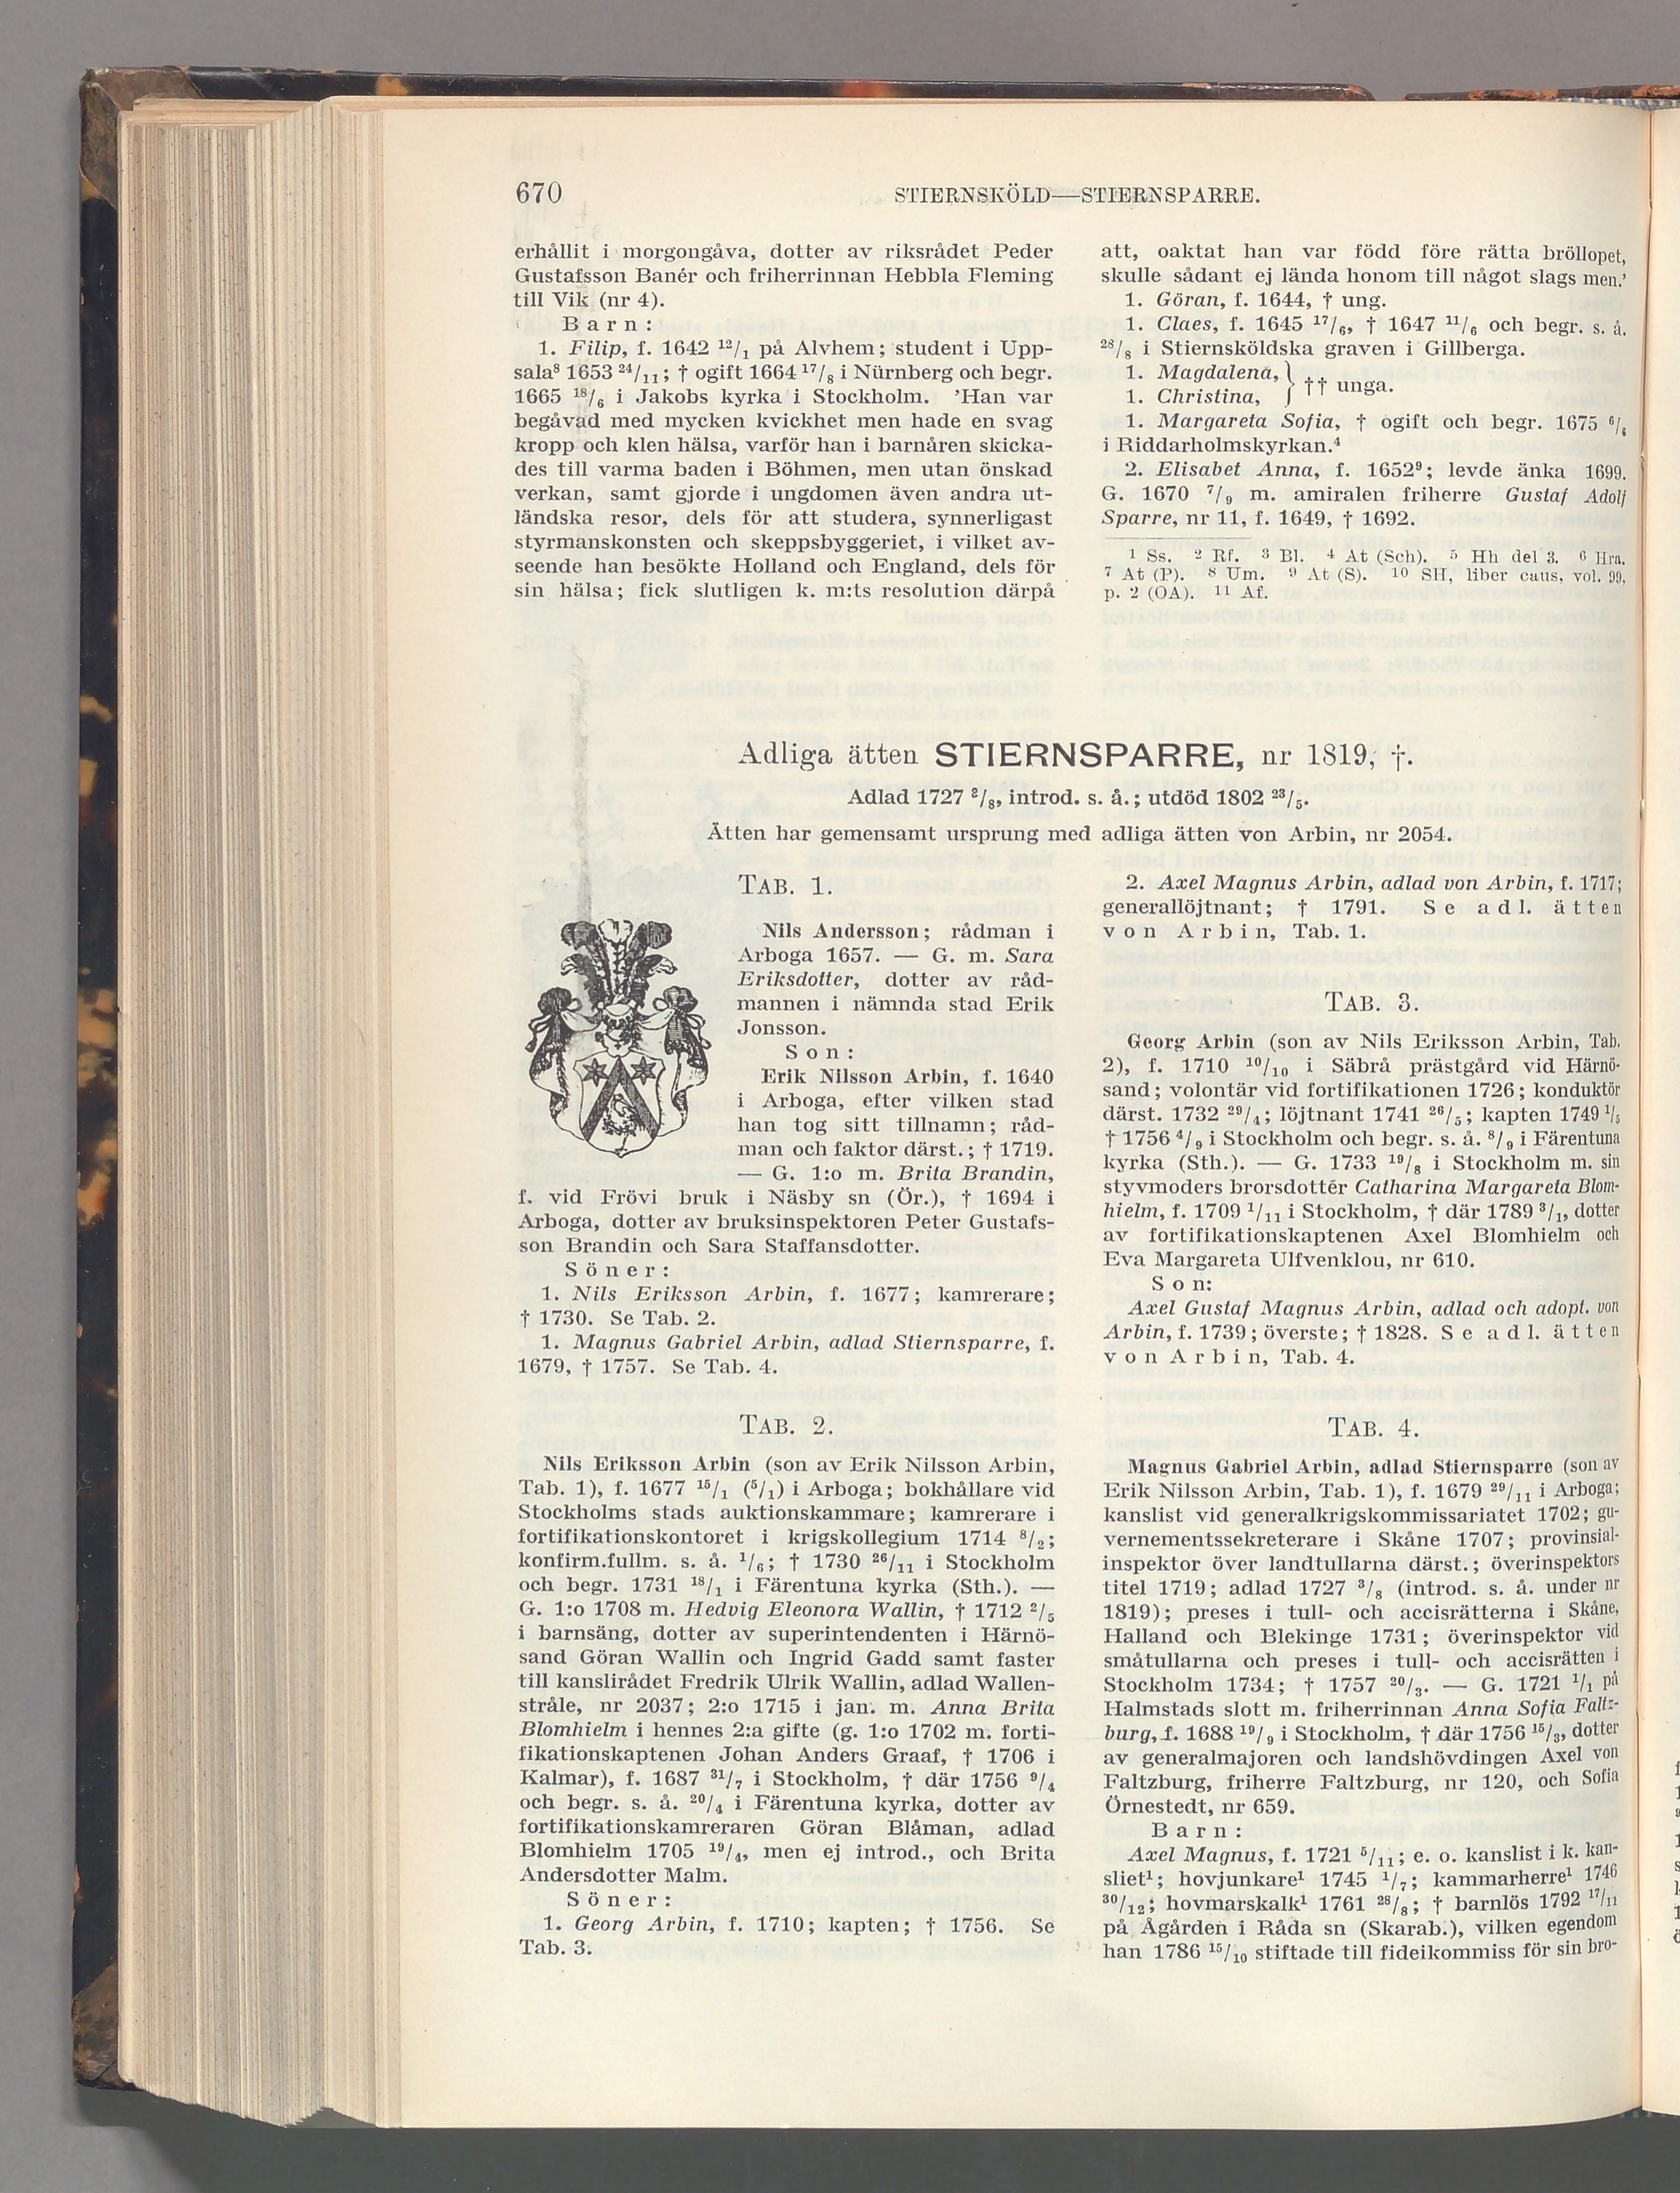 670
STIERNSKÖLD—STIERNSPARRE.
erhållit i morgongåva, dotter av riksrådet Peder
Gustafsson Banér och friherrinnan Hebbla Fleming
till Vik (nr 4).
Barn:
1. Filip, f. 1642 12/1 på Alvhem; student i Upp-
sala⁸ 1653 24/11; † ogift 1664 17/8 i Nürnberg och begr.
1665 18/6 i Jakobs kyrka i Stockholm. 'Han var
begåvad med mycken kvickhet men hade en svag
kropp och klen hälsa, varför han i barnåren skicka-
des till varma baden i Böhmen, men utan önskad
verkan, samt gjorde i ungdomen även andra ut-
ländska resor, dels för att studera, synnerligast
styrmanskonsten och skeppsbyggeriet, i vilket av-
seende han besökte Holland och England, dels för
sin hälsa; fick slutligen k. m:ts resolution därpå
att, oaktat han var född före rätta bröllopet,
skulle sådant ej lända honom till något slags men.'
1. Göran, f. 1644, † ung.
1. Claes, f. 1645 17/6, † 1647 11/6 och begr. s. å.
28/8 i Stiernsköldska graven i Gillberga.
1. Magdalena, } †† unga.
1. Christina,
1. Margareta Sofia, † ogift och begr. 1675 6/6
i Riddarholmskyrkan.⁴
2. Elisabet Anna, f. 1652⁹; levde änka 1699.
G. 1670 7/9 m. amiralen friherre Gustaf Adolf
Sparre, nr 11, f. 1649, † 1692.
¹ Ss. ² Rf. ³ Bl. ⁴ At (Sch). ⁵ Hh del 3. ⁶ Hra.
⁷ At (P). ⁸ Um. ⁹ At (S). ¹⁰ SH, liber caus, vol. 99,
p. 2 (OA). ¹¹ Af.
Adliga ätten STIERNSPARRE, nr 1819, †.
Adlad 1727 3/8, introd. s. å.; utdöd 1802 23/5.
Ätten har gemensamt ursprung med adliga ätten von Arbin, nr 2054.
TAB. 1.
Nils Andersson; rådman i
Arboga 1657. — G. m. Sara
Eriksdotter, dotter av råd-
mannen i nämnda stad Erik
Jonsson.
Son:
Erik Nilsson Arbin, f. 1640
i Arboga, efter vilken stad
han tog sitt tillnamn; råd-
man och faktor därst.; † 1719.
— G. 1:o m. Brita Brandin,
f. vid Frövi bruk i Näsby sn (Ör.), † 1694 i
Arboga, dotter av bruksinspektoren Peter Gustafs-
son Brandin och Sara Staffansdotter.
Söner:
1. Nils Eriksson Arbin, f. 1677; kamrerare;
† 1730. Se Tab. 2.
1. Magnus Gabriel Arbin, adlad Stiernsparre, f.
1679, † 1757. Se Tab. 4.
TAB. 2.
Nils Eriksson Arbin (son av Erik Nilsson Arbin,
Tab. 1), f. 1677 15/1 (5/1) i Arboga; bokhållare vid
Stockholms stads auktionskammare; kamrerare i
fortifikationskontoret i krigskollegium 1714 8/2;
konfirm.fullm. s. å. 1/6; † 1730 26/11 i Stockholm
och begr. 1731 18/1 i Färentuna kyrka (Sth.). —
G. 1:o 1708 m. Hedvig Eleonora Wallin, † 1712 2/5
i barnsäng, dotter av superintendenten i Härnö-
sand Göran Wallin och Ingrid Gadd samt faster
till kanslirådet Fredrik Ulrik Wallin, adlad Wallen-
stråle, nr 2037; 2:o 1715 i jan. m. Anna Brita
Blomhielm i hennes 2:a gifte (g. 1:o 1702 m. forti-
fikationskaptenen Johan Anders Graaf, † 1706 i
Kalmar), f. 1687 31/7 i Stockholm, † där 1756 9/4
och begr. s. å. 20/4 i Färentuna kyrka, dotter av
fortifikationskamreraren Göran Blåman, adlad
Blomhielm 1705 19/4, men ej introd., och Brita
Andersdotter Malm.
Söner:
1. Georg Arbin, f. 1710; kapten; † 1756. Se
Tab. 3.
2. Axel Magnus Arbin, adlad von Arbin, f. 1717;
generallöjtnant; † 1791. Se adl. ätten
von Arbin, Tab. 1.
TAB. 3.
Georg Arbin (son av Nils Eriksson Arbin, Tab.
2), f. 1710 10/10 i Säbrå prästgård vid Härnö-
sand; volontär vid fortifikationen 1726; konduktör
därst. 1732 29/4; löjtnant 1741 26/5; kapten 1749 1/5
† 1756 4/9 i Stockholm och begr. s. å. 8/9 i Färentuna
kyrka (Sth.). — G. 1733 19/8 i Stockholm m. sin
styvmoders brorsdotter Catharina Margareta Blom-
hielm, f. 1709 1/11 i Stockholm, † där 1789 3/1, dotter
av fortifikationskaptenen Axel Blomhielm och
Eva Margareta Ulfvenklou, nr 610.
Son:
Axel Gustaf Magnus Arbin, adlad och adopt. von
Arbin, f. 1739; överste; † 1828. Se adl. ätten
von Arbin, Tab. 4.
TAB. 4.
Magnus Gabriel Arbin, adlad Stiernsparre (son av
Erik Nilsson Arbin, Tab. 1), f. 1679 29/11 i Arboga;
kanslist vid generalkrigskommissariatet 1702; gu-
vernementssekreterare i Skåne 1707; provinsial-
inspektor över landtullarna därst.; överinspektors
titel 1719; adlad 1727 3/8 (introd. s. å. under nr
1819); preses i tull- och accisrätterna i Skåne,
Halland och Blekinge 1731; överinspektor vid
småtullarna och preses i tull- och accisrätten i
Stockholm 1734; † 1757 20/3. — G. 1721 1/1 på
Halmstads slott m. friherrinnan Anna Sofia Faltz-
burg, f. 1688 19/9 i Stockholm, † där 1756 15/3, dotter
av generalmajoren och landshövdingen Axel von
Faltzburg, friherre Faltzburg, nr 120, och Sofia
Örnestedt, nr 659.
Barn:
Axel Magnus, f. 1721 5/11; e. o. kanslist i k. kan-
sliet¹; hovjunkare¹ 1745 1/7; kammarherre¹ 1746
30/12; hovmarskalk¹ 1761 28/8; † barnlös 1792 17/11
på Ågården i Råda sn (Skarab.), vilken egendom
han 1786 15/10 stiftade till fideikommiss för sin bro-